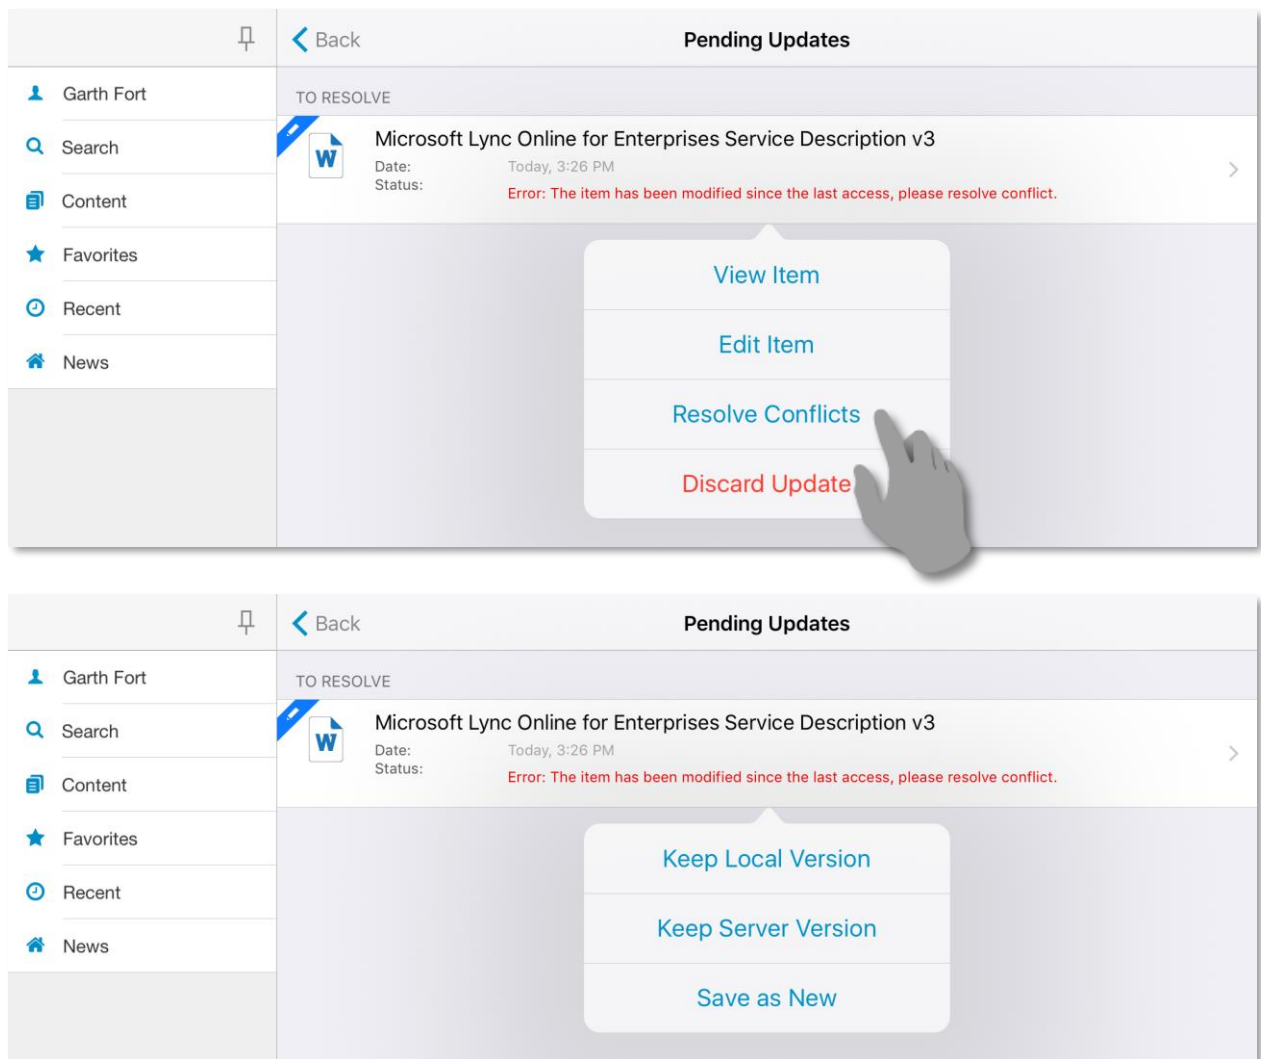 Back
Pending Updates
Garth Fort
Search
Content
Favorites
Recent
News
TO RESOLVE
W
Microsoft Lync Online for Enterprises Service Description v3
Date: Today, 3:26 PM
Status: Error: The item has been modified since the last access, please resolve conflict.
View Item
Edit Item
Resolve Conflicts
Discard Update
Back
Pending Updates
Garth Fort
Search
Content
Favorites
Recent
News
TO RESOLVE
W
Microsoft Lync Online for Enterprises Service Description v3
Date: Today, 3:26 PM
Status: Error: The item has been modified since the last access, please resolve conflict.
Keep Local Version
Keep Server Version
Save as New